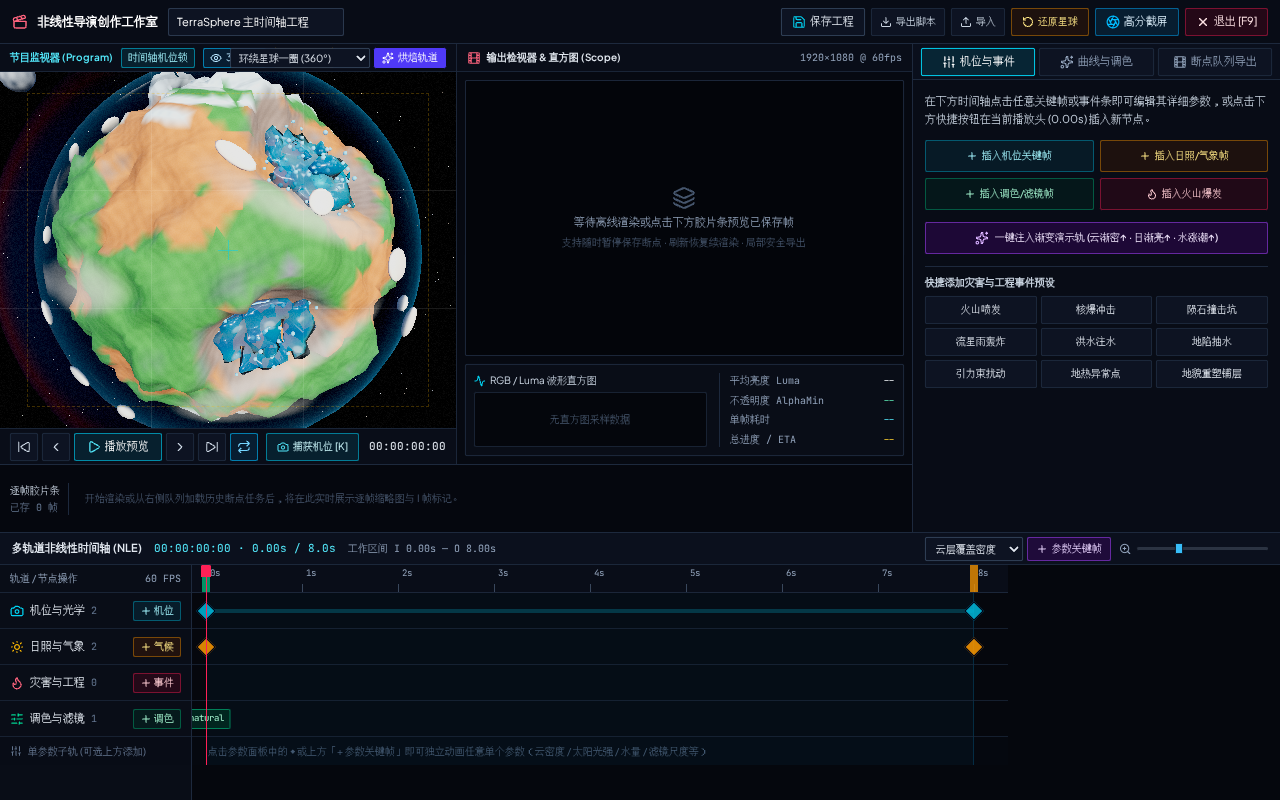 非线性导演创作工作室
TerraSphere 主时间轴工程
保存工程
导出脚本
导入
还原星球
高分截屏
退出 [F9]
节目监视器 (Program)
时间轴机位锁
环绕星球一圈 (360°)
烘焙轨道
输出检视器 & 直方图 (Scope)
1920×1080 @ 60fps
机位与事件
曲线与调色
断点队列导出
等待离线渲染或点击下方胶片条预览已保存帧
支持随时暂停保存断点 · 刷新恢复续渲染 · 局部安全导出
在下方时间轴点击任意关键帧或事件条即可编辑其详细参数，或点击下
方快捷按钮在当前播放头 (0.00s) 插入新节点。
+ 插入机位关键帧
+ 插入日照/气象帧
+ 插入调色/滤镜帧
插入火山爆发
一键注入渐变演示轨 (云渐密↑ · 日渐亮↑ · 水涨潮↑)
快捷添加灾害与工程事件预设
火山喷发
核爆冲击
陨石撞击坑
流星雨轰炸
洪水注水
地陷抽水
引力束扰动
地热异常点
地貌重塑铺层
RGB / Luma 波形直方图
无直方图采样数据
平均亮度 Luma --
不透明度 AlphaMin --
单帧耗时 --
总进度 / ETA --
播放预览
捕获机位 [K]
00:00:00:00
逐帧胶片条
已存 0 帧
开始渲染或从右侧队列加载历史断点任务后，将在此实时展示逐帧缩略图与 I 帧标记。
多轨道非线性时间轴 (NLE)
00:00:00:00 · 0.00s / 8.0s
工作区间 I 0.00s — O 8.00s
云层覆盖密度
+ 参数关键帧
轨道 / 节点操作
60 FPS
0s 1s 2s 3s 4s 5s 6s 7s 8s
机位与光学 2
+ 机位
日照与气象 2
+ 气候
灾害与工程 0
+ 事件
调色与滤镜 1
+ 调色
natural
单参数子轨 (可选上方添加)
点击参数面板中的 ✦ 或上方「+ 参数关键帧」即可独立动画任意单个参数（云密度 / 太阳光强 / 水量 / 滤镜尺度等）